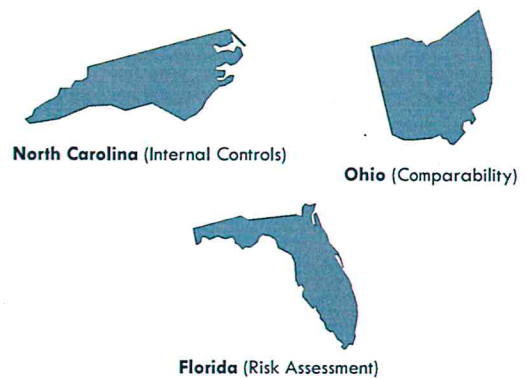 North Carolina (Internal Controls)
Ohio (Comparability)
Florida (Risk Assessment)